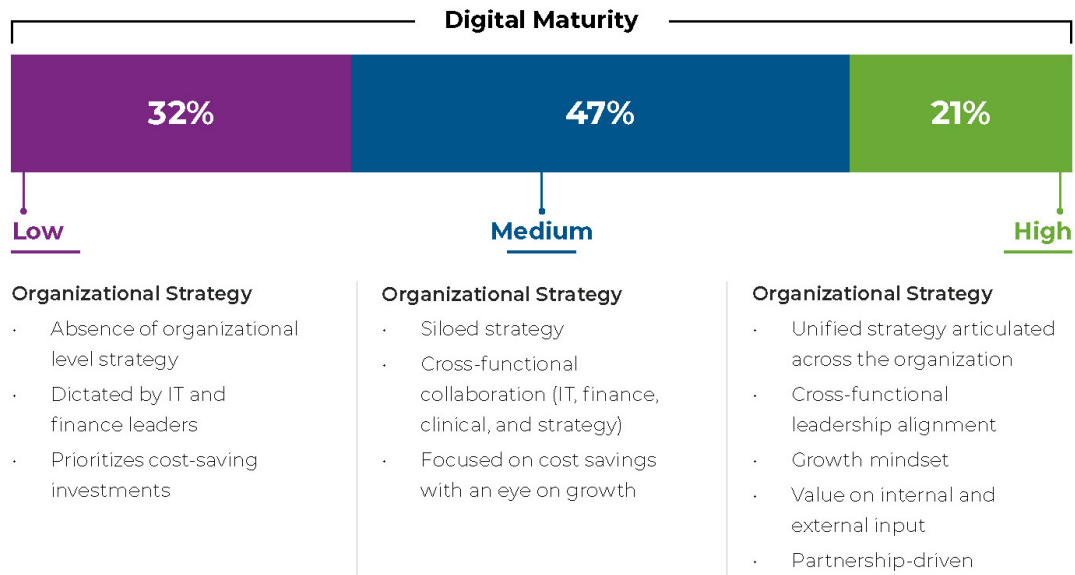 Digital Maturity
32%
47%
21%
Low
Medium
High
Organizational Strategy
· Absence of organizational
level strategy
· Dictated by IT and
finance leaders
· Prioritizes cost-saving
investments
Organizational Strategy
· Siloed strategy
· Cross-functional
collaboration (IT, finance,
clinical, and strategy)
· Focused on cost savings
with an eye on growth
Organizational Strategy
· Unified strategy articulated
across the organization
· Cross-functional
leadership alignment
· Growth mindset
· Value on internal and
external input
· Partnership-driven